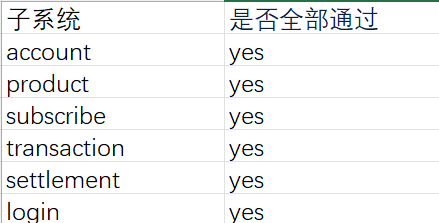 子系统 是否全部通过
account yes
product yes
subscribe yes
transaction yes
settlement yes
login yes